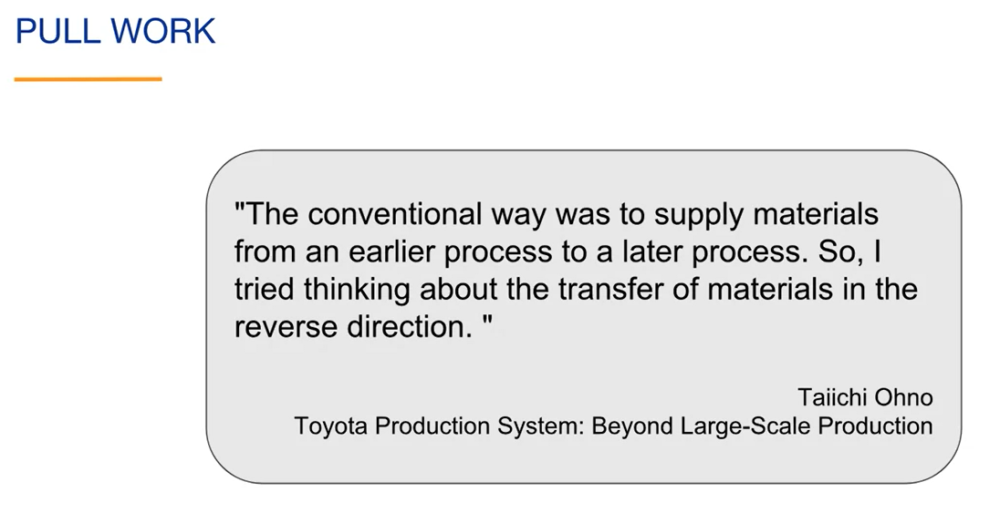 PULL WORK
"The conventional way was to supply materials
from an earlier process to a later process. So, I
tried thinking about the transfer of materials in the
reverse direction. "
Taiichi Ohno
Toyota Production System: Beyond Large-Scale Production